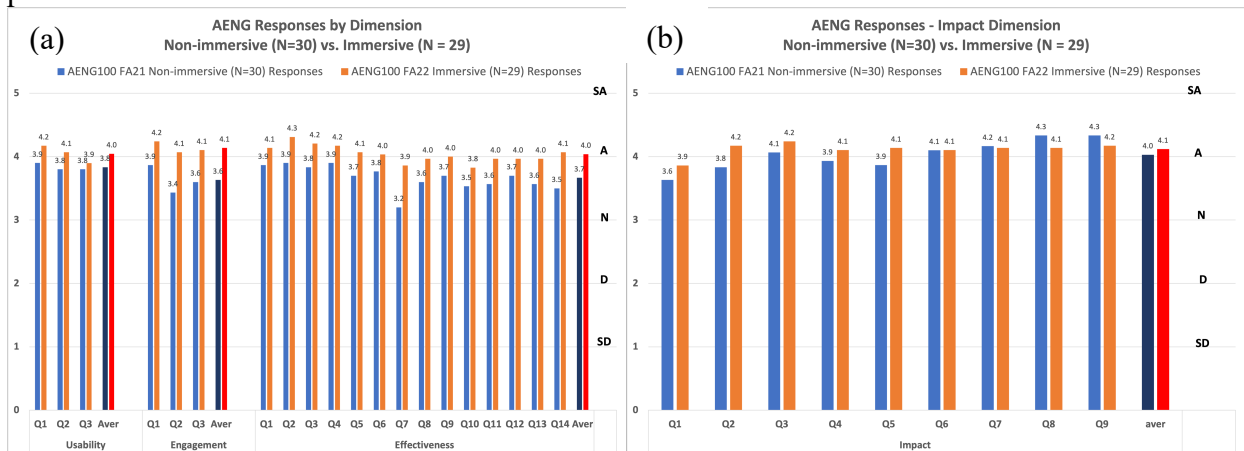 (a)
AENG Responses by Dimension
Non-immersive (N=30) vs. Immersive (N = 29)
AENG100 FA21 Non-immersive (N=30) Responses AENG100 FA22 Immersive (N=29) Responses
5
4
3
2
1
0
SA
A
N
D
SD
3.9 4.2 3.8 4.1 3.8 3.9 3.8 4.0
3.9 4.2 3.4 4.1 3.6 4.1 3.6 4.1
3.9 4.1 3.9 4.3 3.8 4.2 3.9 4.2 3.7 4.1 3.8 4.0 3.2 3.9 3.6 4.0 3.7 4.0 3.5 3.8 3.6 4.0 3.7 4.0 3.6 4.0 3.5 4.1 3.7 4.0
Q1 Q2 Q3 Aver Q1 Q2 Q3 Aver Q1 Q2 Q3 Q4 Q5 Q6 Q7 Q8 Q9 Q10 Q11 Q12 Q13 Q14 Aver
Usability Engagement Effectiveness
(b)
AENG Responses - Impact Dimension
Non-immersive (N=30) vs. Immersive (N = 29)
AENG100 FA21 Non-immersive (N=30) Responses AENG100 FA22 Immersive (N=29) Responses
5
4
3
2
1
0
SA
A
N
D
SD
3.6 3.9 3.8 4.2 4.1 4.2 3.9 4.1 3.9 4.1 4.1 4.1 4.2 4.1 4.3 4.1 4.3 4.2 4.0 4.1
Q1 Q2 Q3 Q4 Q5 Q6 Q7 Q8 Q9 aver
Impact